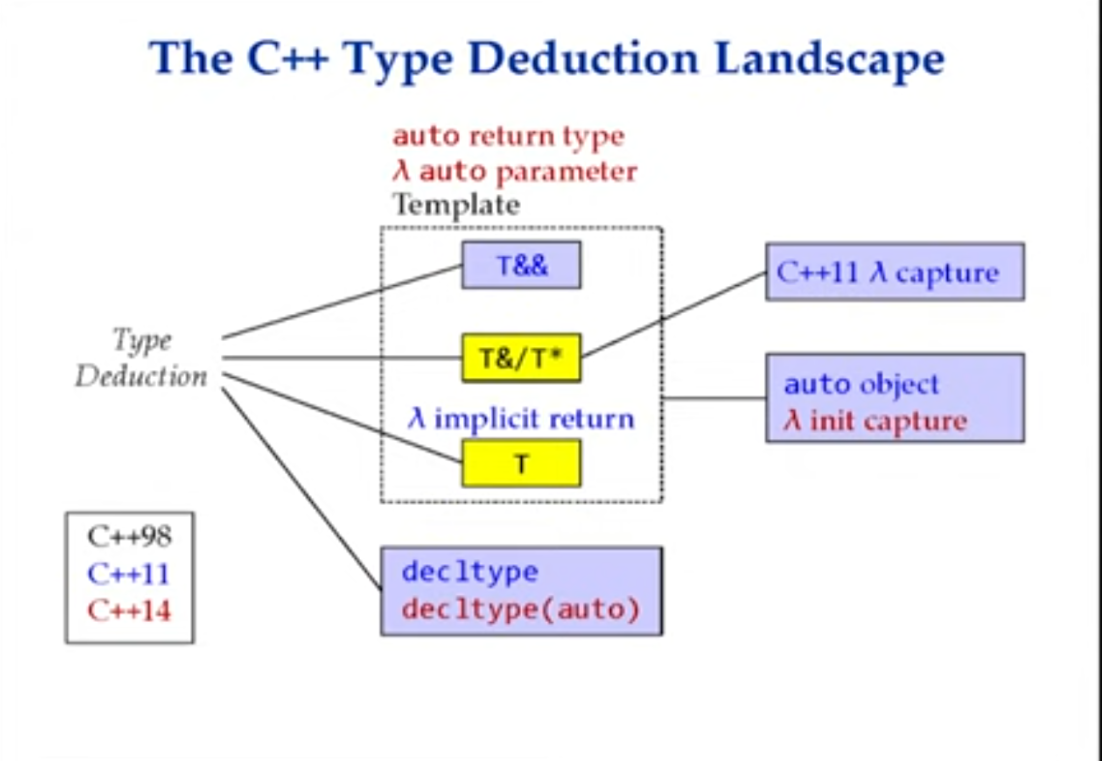 The C++ Type Deduction Landscape
auto return type
λ auto parameter
Template
T&&
T&/T*
λ implicit return
T
Type
Deduction
C++11 λ capture
auto object
λ init capture
decltype
decltype(auto)
C++98
C++11
C++14